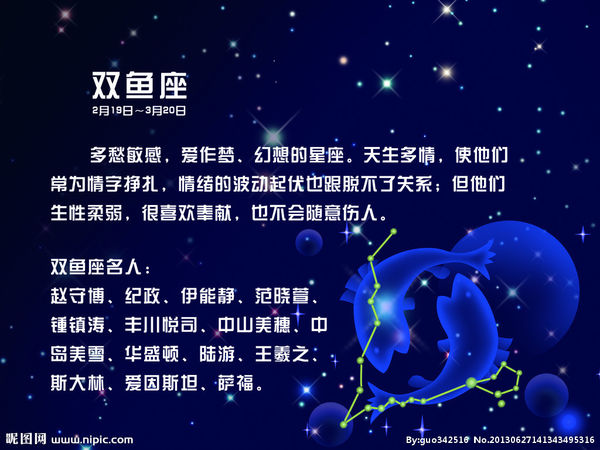 双鱼座
2月19日～3月20日
多愁敏感，爱作梦、幻想的星座。天生多情，使他们
常为情字挣扎，情绪的波动起伏也跟脱不了关系；但他们
生性柔弱，很喜欢奉献，也不会随意伤人。
双鱼座名人：
赵守博、纪政、伊能静、范晓萱、
锺镇涛、丰川悦司、中山美穗、中
岛美雪、华盛顿、陆游、王羲之、
斯大林、爱因斯坦、萨福。
昵图网 www.nipic.com
By:guo342516 No.20130627141343495316